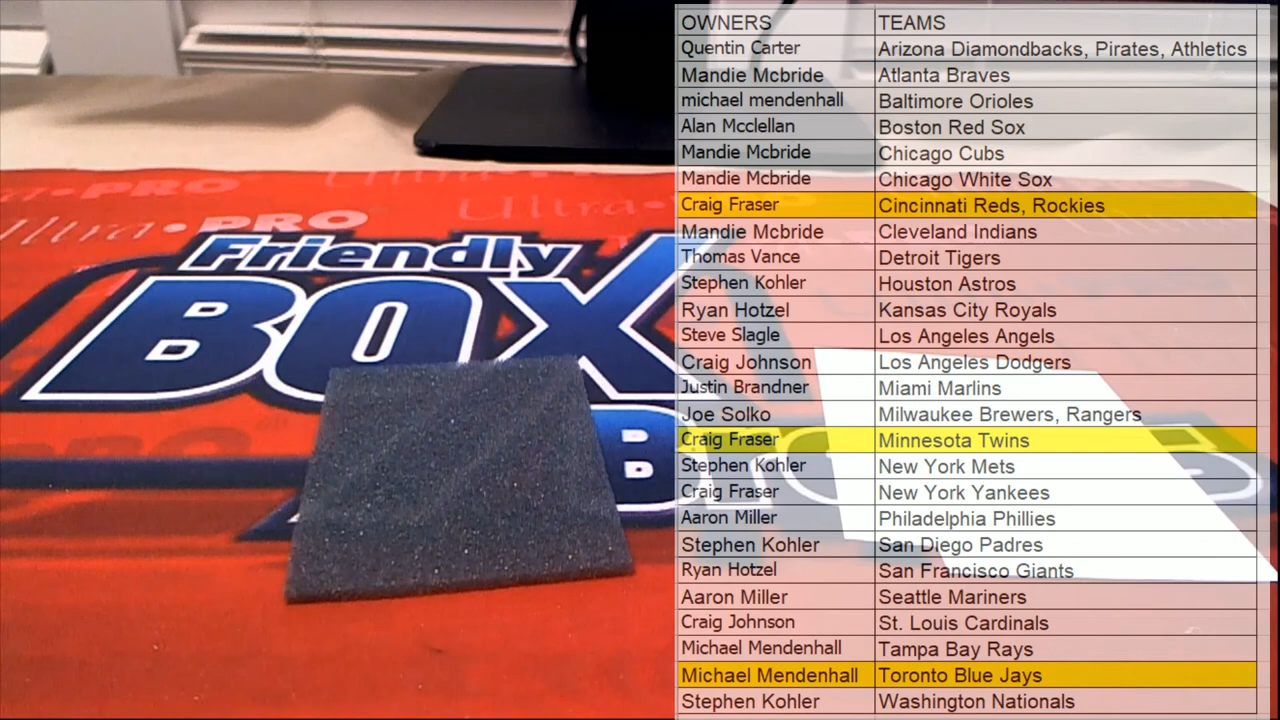 OWNERS TEAMS
Quentin Carter Arizona Diamondbacks, Pirates, Athletics
Mandie Mcbride Atlanta Braves
michael mendenhall Baltimore Orioles
Alan Mcclellan Boston Red Sox
Mandie Mcbride Chicago Cubs
Mandie Mcbride Chicago White Sox
Craig Fraser Cincinnati Reds, Rockies
Mandie Mcbride Cleveland Indians
Thomas Vance Detroit Tigers
Stephen Kohler Houston Astros
Ryan Hotzel Kansas City Royals
Steve Slagle Los Angeles Angels
Craig Johnson Los Angeles Dodgers
Justin Brandner Miami Marlins
Joe Solko Milwaukee Brewers, Rangers
Craig Fraser Minnesota Twins
Stephen Kohler New York Mets
Craig Fraser New York Yankees
Aaron Miller Philadelphia Phillies
Stephen Kohler San Diego Padres
Ryan Hotzel San Francisco Giants
Aaron Miller Seattle Mariners
Craig Johnson St. Louis Cardinals
Michael Mendenhall Tampa Bay Rays
Michael Mendenhall Toronto Blue Jays
Stephen Kohler Washington Nationals
PRO
Ultra
Ultra PRO
Friendly
BOX